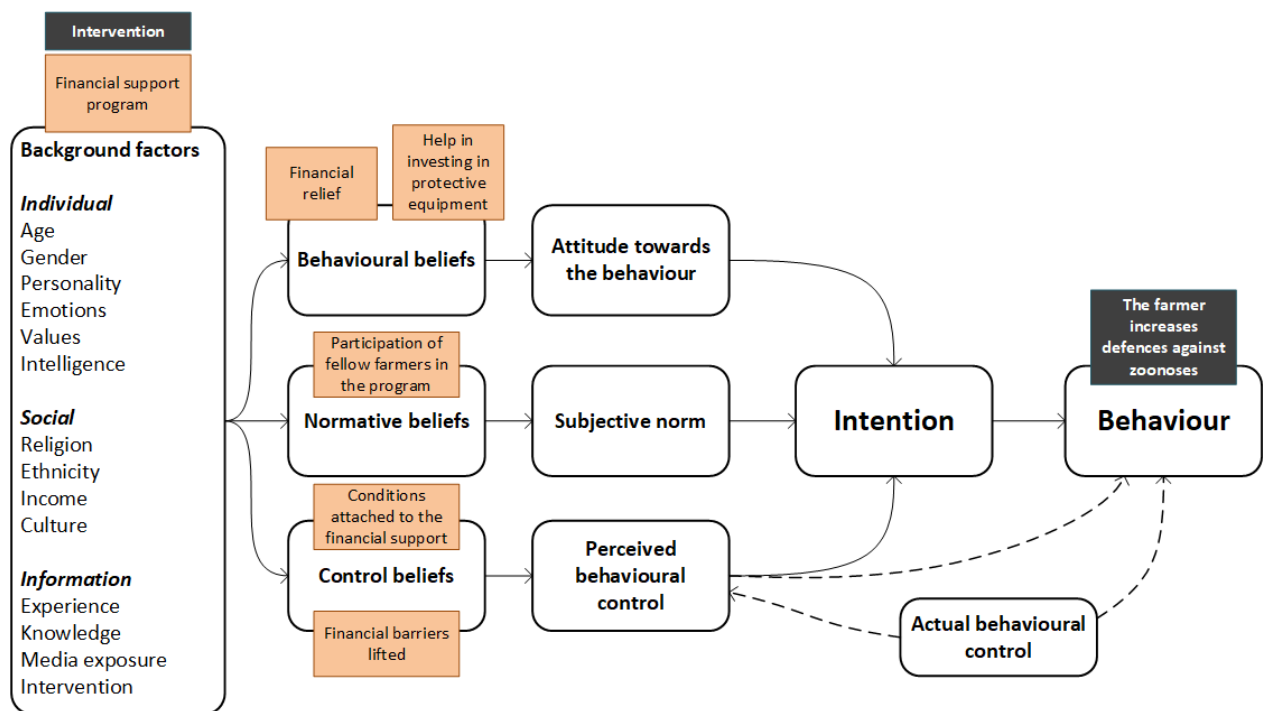 Intervention
Financial support
program
Background factors
Individual
Age
Gender
Personality
Emotions
Values
Intelligence
Social
Religion
Ethnicity
Income
Culture
Information
Experience
Knowledge
Media exposure
Intervention
Financial
relief
Help in
investing in
protective
equipment
Behavioural beliefs
Attitude towards
the behaviour
Participation of
fellow farmers in
the program
Normative beliefs
Subjective norm
Conditions
attached to the
financial support
Control beliefs
Financial barriers
lifted
Perceived
behavioural
control
Intention
The farmer
increases
defences against
zoonoses
Behaviour
Actual behavioural
control